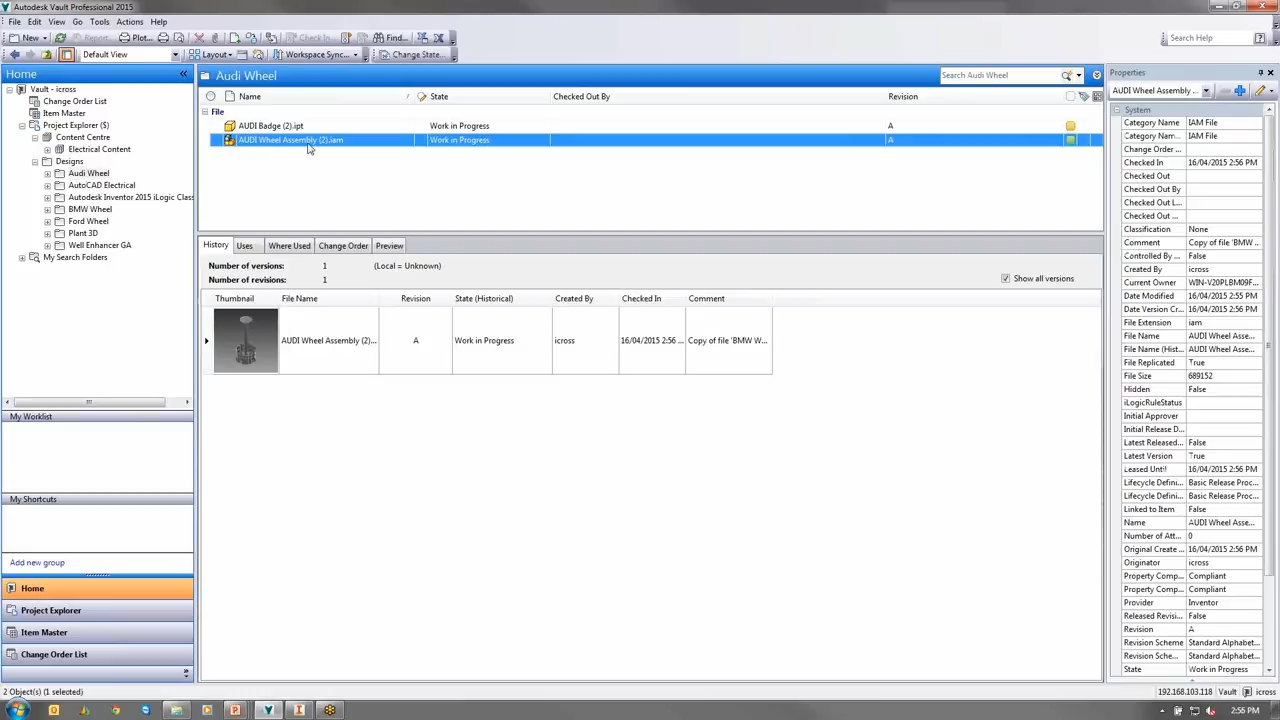 Autodesk Vault Professional 2015
File Edit View Go Tools Actions Help
New Report Plot... Check In Find...
Search Help
Default View Layout Workspace Sync... Change State...
Home
Vault - icross
Change Order List
Item Master
Project Explorer ($)
Content Centre
Electrical Content
Designs
Audi Wheel
AutoCAD Electrical
Autodesk Inventor 2015 iLogic Class
BMW Wheel
Ford Wheel
Plant 3D
Well Enhancer GA
My Search Folders
My Worklist
My Shortcuts
Add new group
Home
Project Explorer
Item Master
Change Order List
Audi Wheel
Search Audi Wheel
Name State Checked Out By Revision
File
AUDI Badge (2).ipt Work in Progress A
AUDI Wheel Assembly (2).iam Work in Progress A
History Uses Where Used Change Order Preview
Number of versions: 1 (Local = Unknown)
Number of revisions: 1
Show all versions
Thumbnail File Name Revision State (Historical) Created By Checked In Comment
AUDI Wheel Assembly (2)... A Work in Progress icross 16/04/2015 2:56 ... Copy of file 'BMW W...
Properties
AUDI Wheel Assembly ...
System
Category Name IAM File
Category Nam... IAM File
Change Order ...
Checked In 16/04/2015 2:56 PM
Checked Out
Checked Out By
Checked Out L...
Checked Out ...
Classification None
Comment Copy of file 'BMW ...
Controlled By ...
Created By icross
Current Owner WIN-V20PLBM09F...
Date Modified 16/04/2015 2:55 PM
Date Version Cr... 16/04/2015 2:56 PM
File Extension iam
File Name AUDI Wheel Asse...
File Name (Hist... AUDI Wheel Asse...
File Replicated True
File Size 689152
Hidden False
iLogicRuleStatus
Initial Approver
Initial Release D...
Latest Released... False
Latest Version True
Leased Until 16/04/2015 2:56 PM
Lifecycle Defini... Basic Release Proc...
Lifecycle Defini... Basic Release Proc...
Linked to Item False
Name AUDI Wheel Asse...
Number of Att... 0
Original Create ... 16/04/2015 2:56 PM
Originator icross
Property Comp... Compliant
Property Comp... Compliant
Provider Inventor
Released Revisi... False
Revision A
Revision Scheme Standard Alphabet...
Revision Sche... Standard Alphabet...
State Work in Progress
2 Object(s) (1 selected)
192.168.103.118 Vault icross
2:56 PM